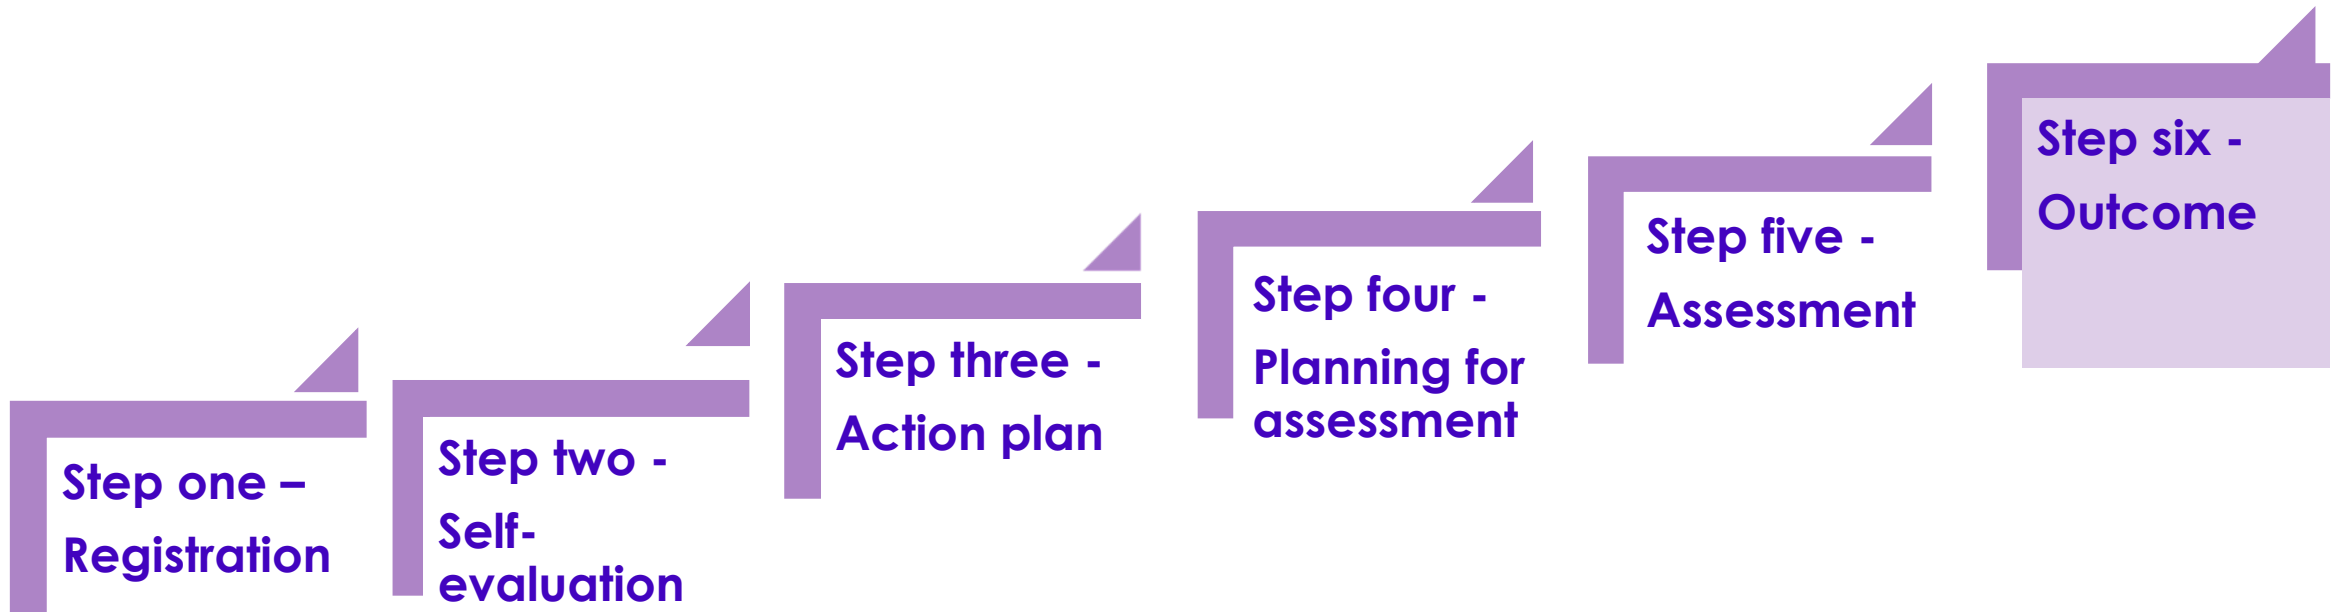 Step one –
Registration
Step two -
Self-
evaluation
Step three -
Action plan
Step four -
Planning for
assessment
Step five -
Assessment
Step six -
Outcome